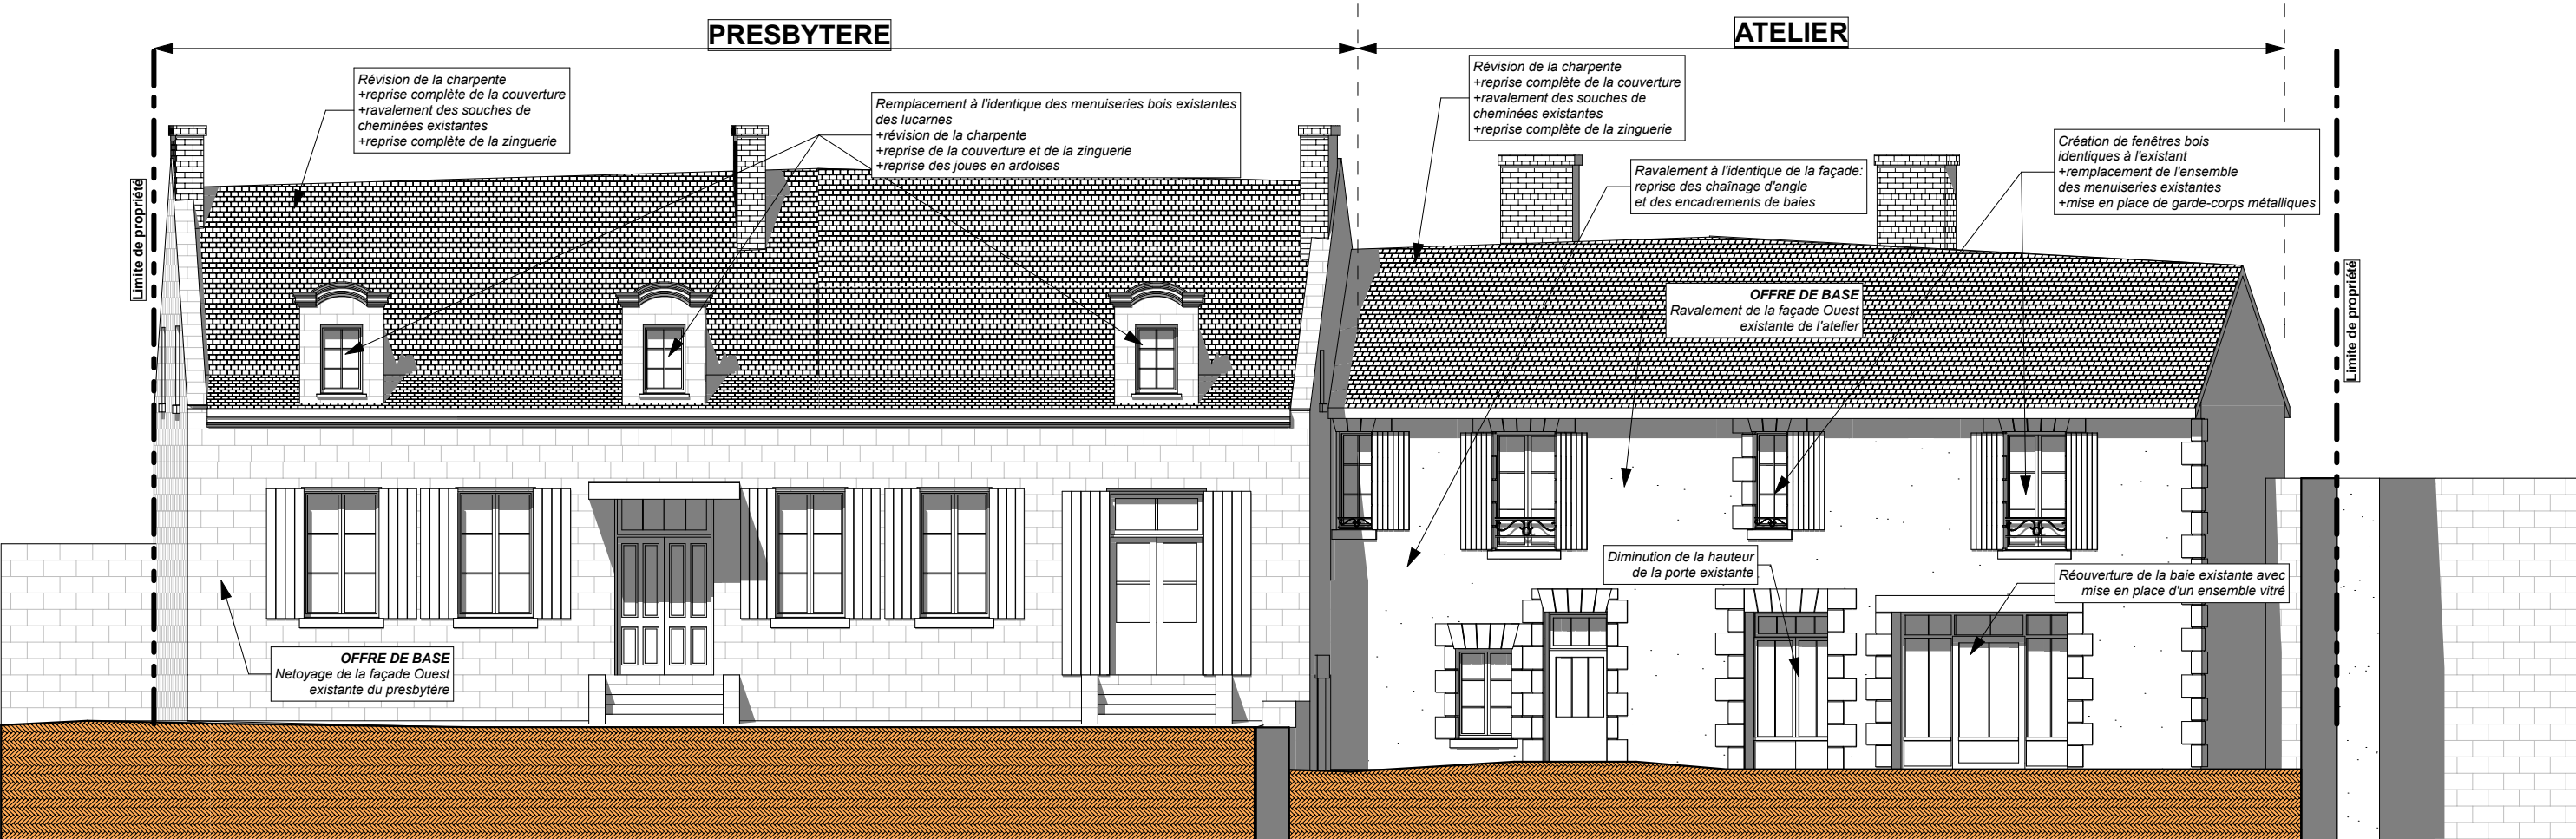 PRESBYTERE
ATELIER
Révision de la charpente
+reprise complète de la couverture
+ravalement des souches de
cheminées existantes
+reprise complète de la zinguerie
Remplacement à l'identique des menuiseries bois existantes
des lucarnes
+révision de la charpente
+reprise de la couverture et de la zinguerie
+reprise des joues en ardoises
Révision de la charpente
+reprise complète de la couverture
+ravalement des souches de
cheminées existantes
+reprise complète de la zinguerie
Ravalement à l'identique de la façade:
reprise des chaînage d'angle
et des encadrements de baies
Création de fenêtres bois
identiques à l'existant
+remplacement de l'ensemble
des menuiseries existantes
+mise en place de garde-corps métalliques
Limite de propriété
OFFRE DE BASE
Ravalement de la façade Ouest
existante de l'atelier
Limite de propriété
Diminution de la hauteur
de la porte existante
Réouverture de la baie existante avec
mise en place d'un ensemble vitré
OFFRE DE BASE
Netoyage de la façade Ouest
existante du presbytère